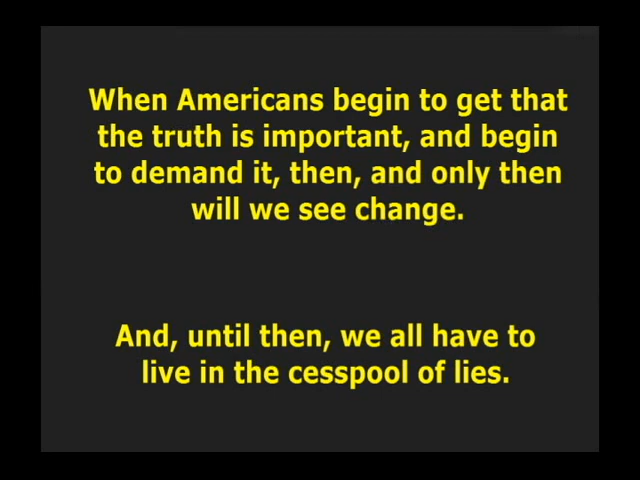 When Americans begin to get that
the truth is important, and begin
to demand it, then, and only then
will we see change.
And, until then, we all have to
live in the cesspool of lies.